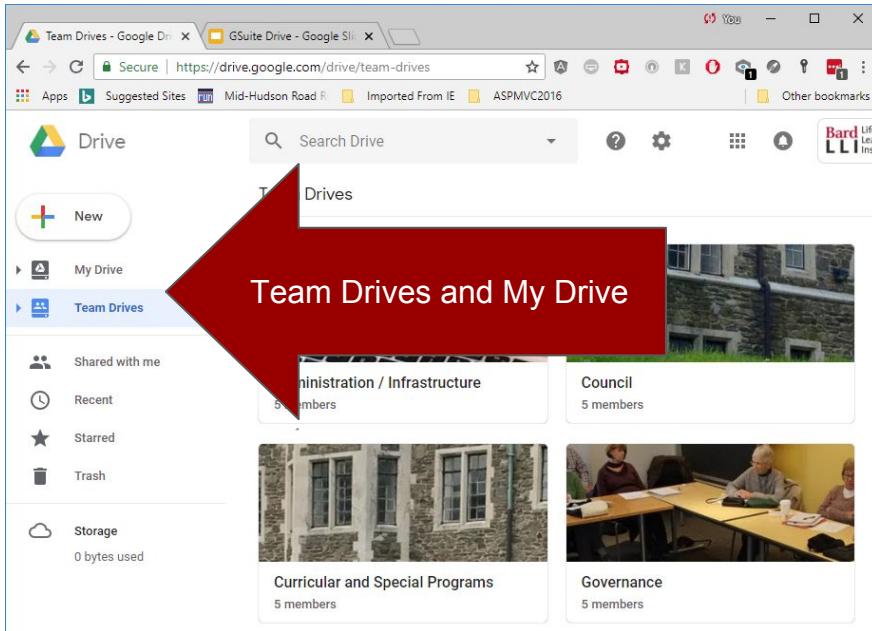 You
Team Drives - Google Dri
GSuite Drive - Google Sli
Secure | https://drive.google.com/drive/team-drives
Apps Suggested Sites run Mid-Hudson Road R Imported From IE ASPMVC2016 Other bookmarks
Drive
Search Drive
Bard
LLI
Drives
New
My Drive
Team Drives
Team Drives and My Drive
Shared with me
Recent
Starred
Trash
Storage
0 bytes used
ministration / Infrastructure
5 members
Council
5 members
Curricular and Special Programs
5 members
Governance
5 members